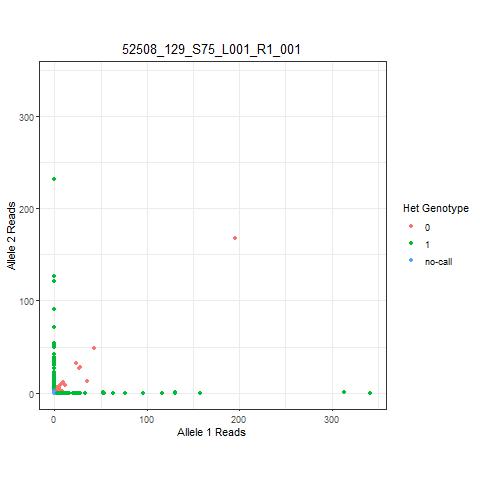 52508_129_S75_L001_R1_001
300
200
100
0
Allele 2 Reads
0
100
200
300
Allele 1 Reads
Het Genotype
0
1
no-call